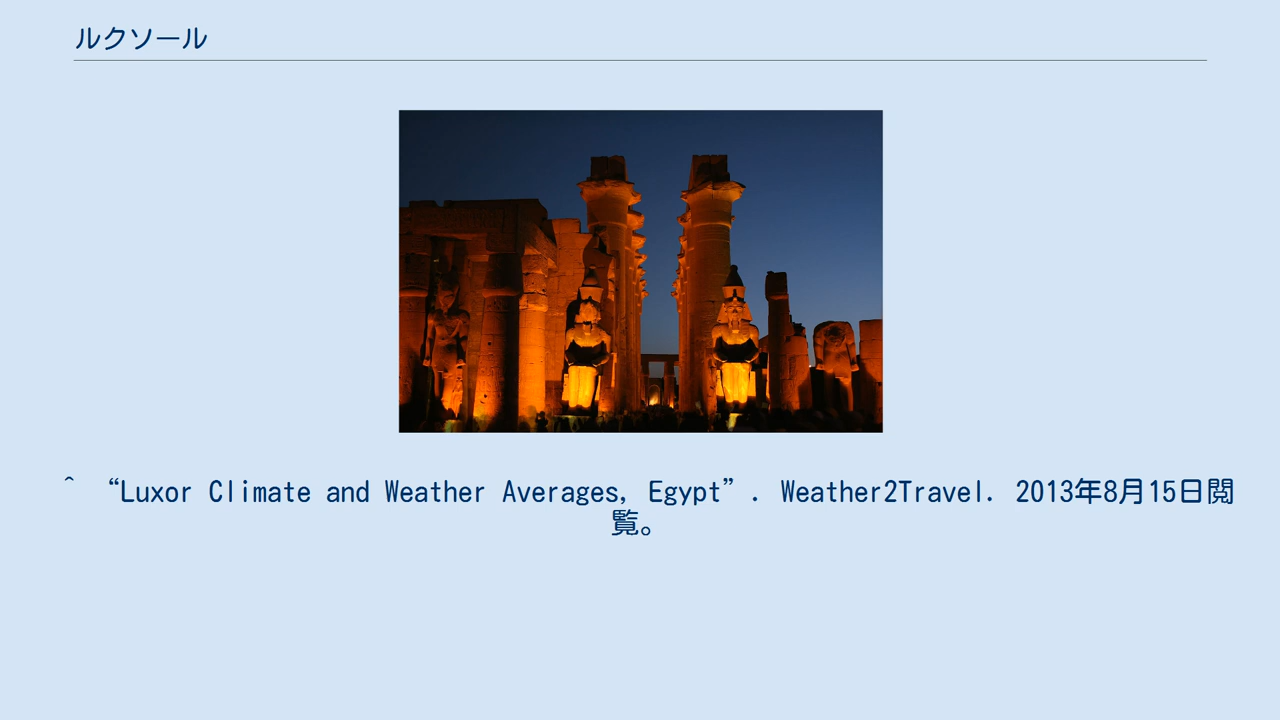 ルクソール
^ “Luxor Climate and Weather Averages, Egypt”. Weather2Travel. 2013年8月15日閲
覧。